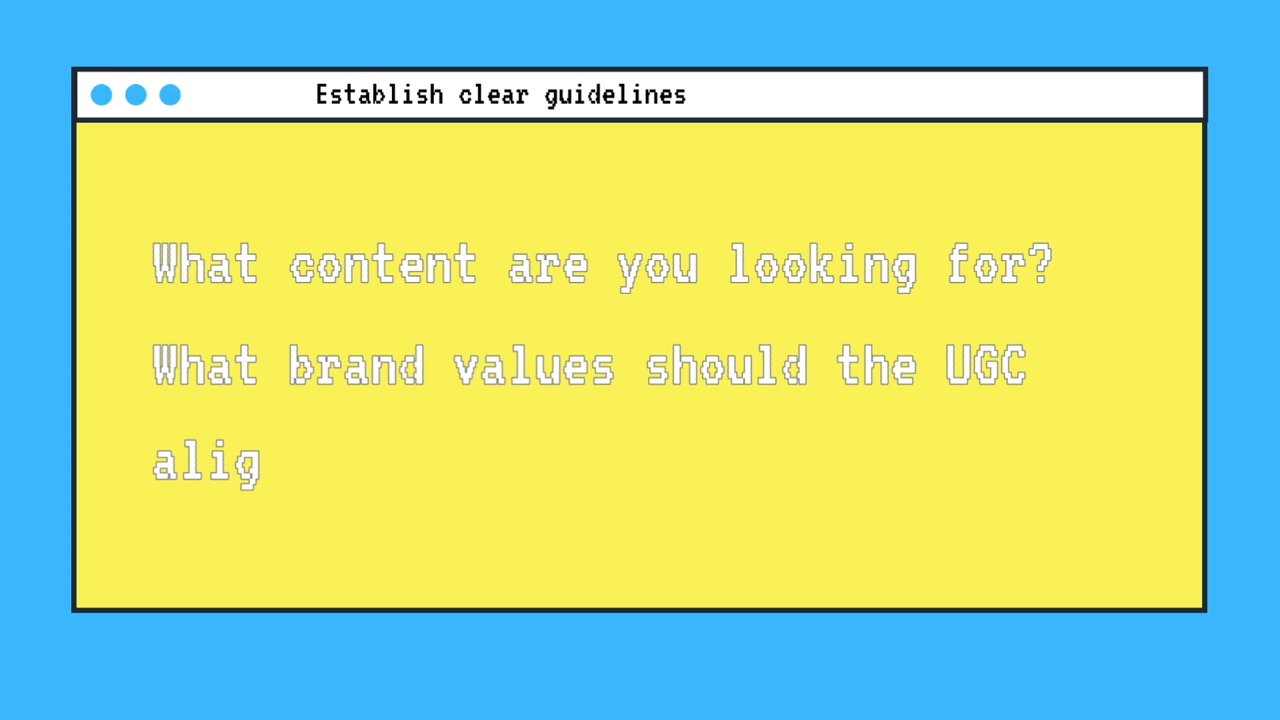 Establish clear guidelines
What content are you looking for?
What brand values should the UGC
alig